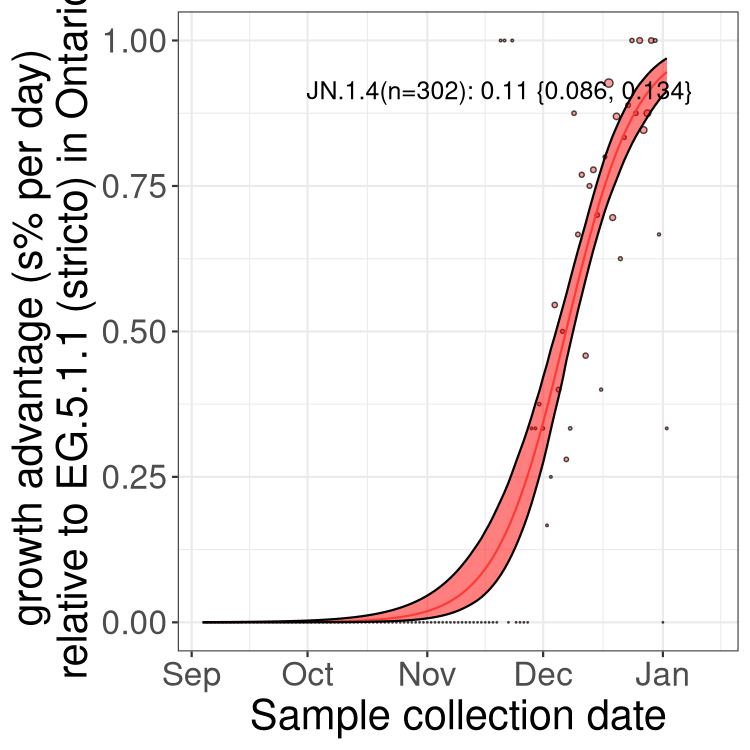 growth advantage (s% per day)
relative to EG.5.1.1 (stricto) in Ontario
1.00
0.75
0.50
0.25
0.00
JN.1.4(n=302): 0.11 {0.086, 0.134}
Sep Oct Nov Dec Jan
Sample collection date